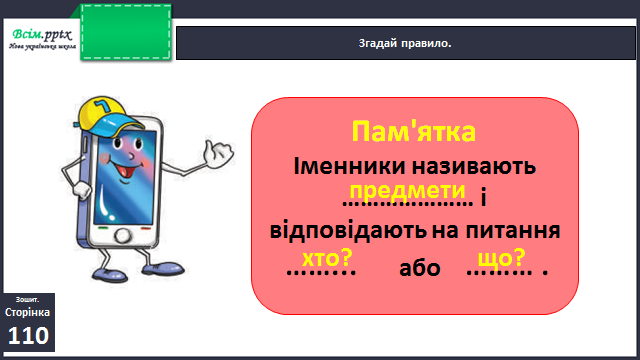 Всім.pptx
Нова українська школа
Згадай правило.
Пам'ятка
Іменники називають
предмети
………………… і
відповідають на питання
хто? що?
…….… або ……… .
Зошит.
Сторінка
110